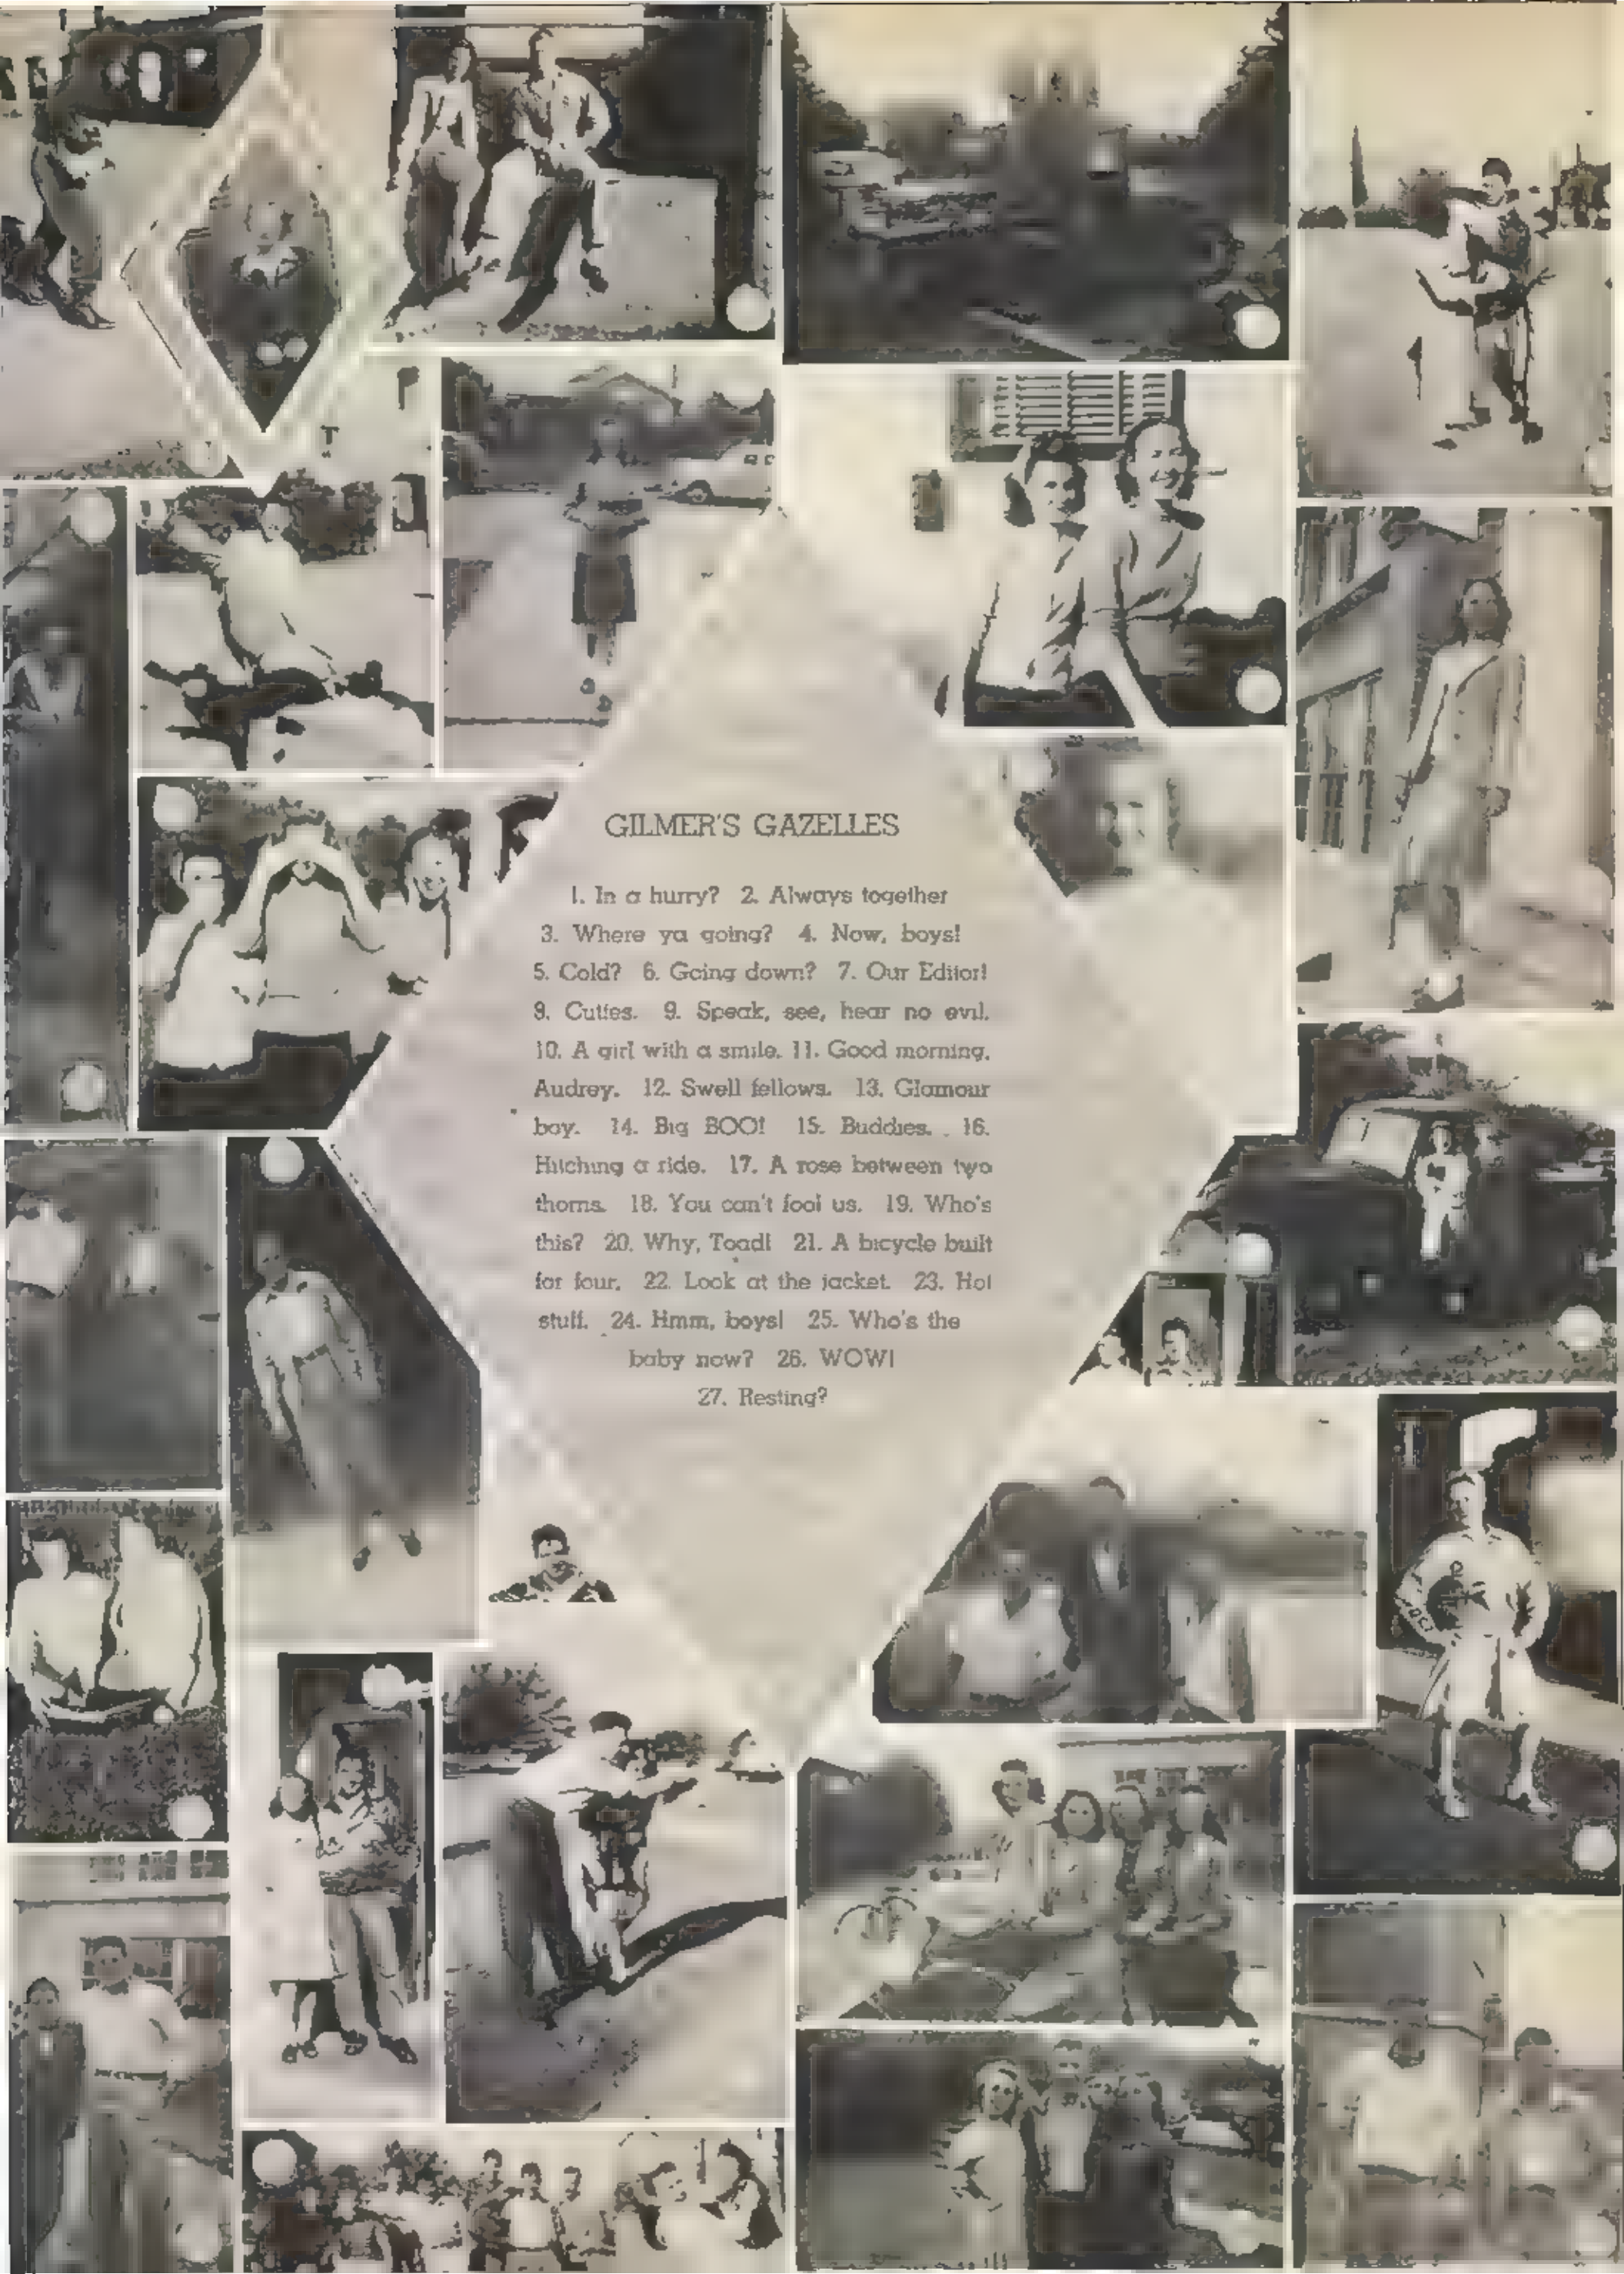 GILMER'S GAZELLES
1. In a hurry? 2. Always together
3. Where ya going? 4. Now, boys!
5. Cold? 6. Going down? 7. Our Editor!
8. Cuties. 9. Speak, see, hear no evil.
10. A girl with a smile. 11. Good morning,
Audrey. 12. Swell fellows. 13. Glamour
boy. 14. Big BOO! 15. Buddies. 16.
Hitching a ride. 17. A rose between two
thorns. 18. You can't fool us. 19. Who's
this? 20. Why, Toad! 21. A bicycle built
for four. 22. Look at the jacket. 23. Hot
stuff. 24. Hmm, boys! 25. Who's the
baby now? 26. WOW!
27. Resting?